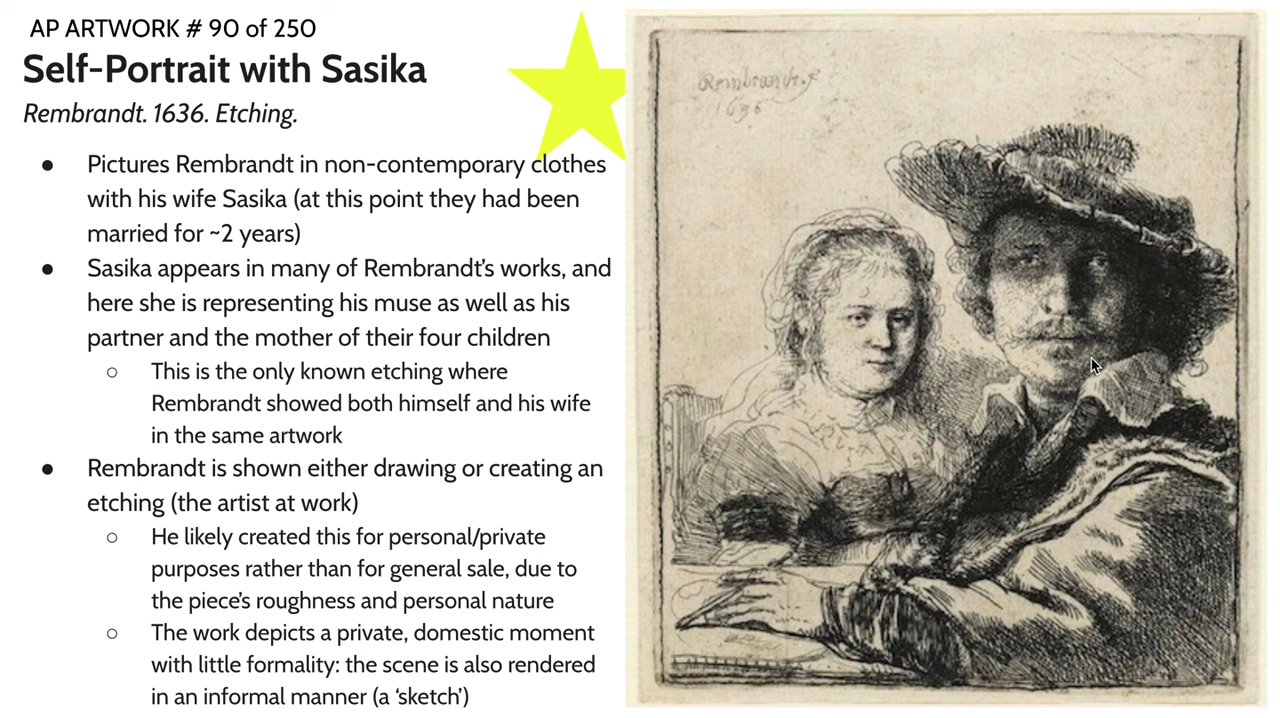 AP ARTWORK # 90 of 250
Self-Portrait with Sasika
Rembrandt. 1636. Etching.
● Pictures Rembrandt in non-contemporary clothes
with his wife Sasika (at this point they had been
married for ~2 years)
● Sasika appears in many of Rembrandt's works, and
here she is representing his muse as well as his
partner and the mother of their four children
○ This is the only known etching where
Rembrandt showed both himself and his wife
in the same artwork
● Rembrandt is shown either drawing or creating an
etching (the artist at work)
○ He likely created this for personal/private
purposes rather than for general sale, due to
the piece's roughness and personal nature
○ The work depicts a private, domestic moment
with little formality: the scene is also rendered
in an informal manner (a ‘sketch’)
Rembrandt. f
1636